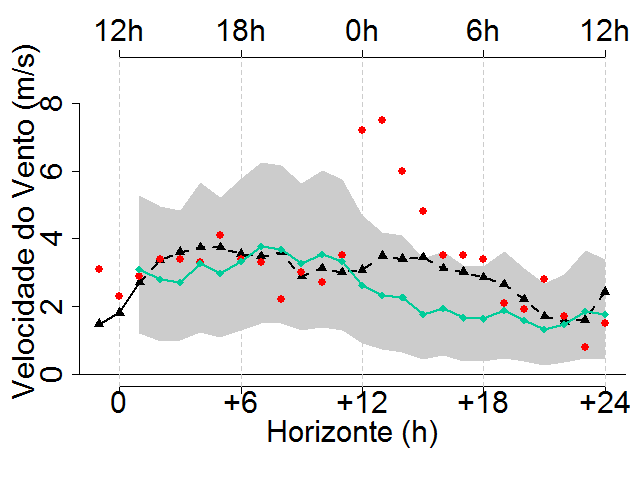 12h 18h 0h 6h 12h
Velocidade do Vento (m/s)
8
6
4
2
0
0 +6 +12 +18 +24
Horizonte (h)